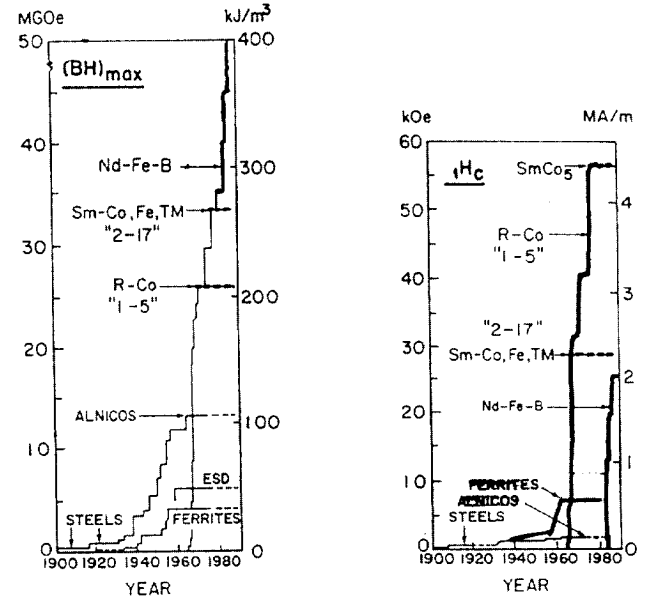 MGOe
kJ/m³
50
400
(BH)max
40
Nd-Fe-B
300
Sm-Co,Fe,TM
"2-17"
30
R-Co
"1-5"
200
20
ALNICOS
100
10
ESD
STEELS
FERRITES
0
0
1900 1920 1940 1960 1980
YEAR
kOe
MA/m
60
SmCo5
IHc
50
4
R-Co
"1-5"
40
3
"2-17"
30
Sm-Co,Fe,TM
2
Nd-Fe-B
20
10
1
FERRITES
ALNICOS
STEELS
0
0
1900 1920 1940 1960 1980
YEAR